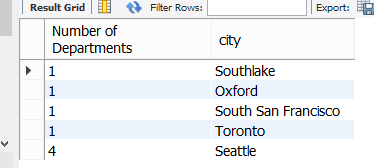 Result Grid Filter Rows: Export:
Number of city
Departments
1 Southlake
1 Oxford
1 South San Francisco
1 Toronto
4 Seattle